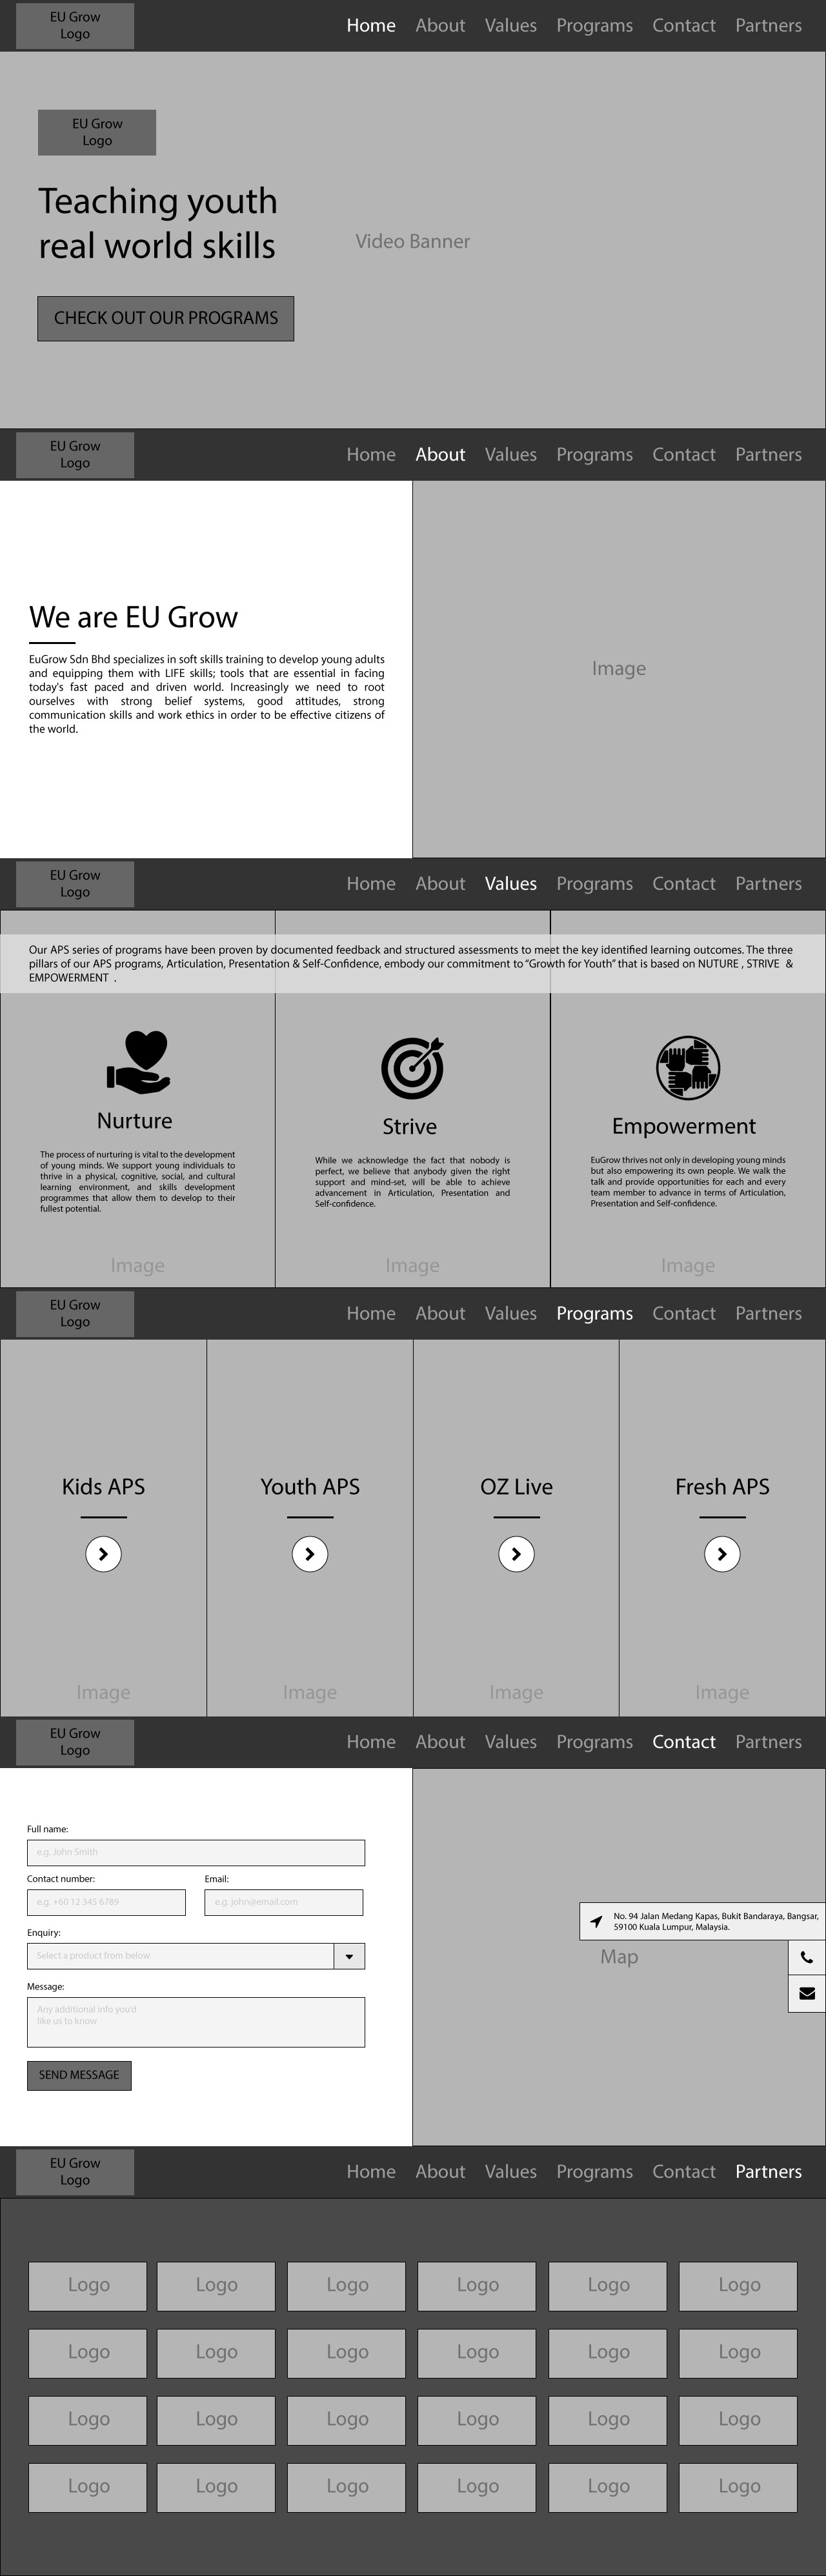 EU Grow
Logo
Home About Values Programs Contact Partners
EU Grow
Logo
Teaching youth
real world skills
Video Banner
CHECK OUT OUR PROGRAMS
EU Grow
Logo
Home About Values Programs Contact Partners
We are EU Grow
EuGrow Sdn Bhd specializes in soft skills training to develop young adults
and equipping them with LIFE skills; tools that are essential in facing
today's fast paced and driven world. Increasingly we need to root
ourselves with strong belief systems, good attitudes, strong
communication skills and work ethics in order to be effective citizens of
the world.
Image
EU Grow
Logo
Home About Values Programs Contact Partners
Our APS series of programs have been proven by documented feedback and structured assessments to meet the key identified learning outcomes. The three
pillars of our APS programs, Articulation, Presentation & Self-Confidence, embody our commitment to “Growth for Youth” that is based on NUTURE , STRIVE &
EMPOWERMENT .
Nurture
The process of nurturing is vital to the development
of young minds. We support young individuals to
thrive in a physical, cognitive, social, and cultural
learning environment, and skills development
programmes that allow them to develop to their
fullest potential.
Image
Strive
While we acknowledge the fact that nobody is
perfect, we believe that anybody given the right
support and mind-set, will be able to achieve
advancement in Articulation, Presentation and
Self-confidence.
Image
Empowerment
EuGrow thrives not only in developing young minds
but also empowering its own people. We walk the
talk and provide opportunities for each and every
team member to advance in terms of Articulation,
Presentation and Self-confidence.
Image
EU Grow
Logo
Home About Values Programs Contact Partners
Kids APS
Image
Youth APS
Image
OZ Live
Image
Fresh APS
Image
EU Grow
Logo
Home About Values Programs Contact Partners
Full name:
e.g. John Smith
Contact number:
e.g. +60 12 345 6789
Email:
e.g. john@email.com
Enquiry:
Select a product from below
Message:
Any additional info you'd
like us to know
SEND MESSAGE
No. 94 Jalan Medang Kapas, Bukit Bandaraya, Bangsar,
59100 Kuala Lumpur, Malaysia.
Map
EU Grow
Logo
Home About Values Programs Contact Partners
Logo Logo Logo Logo Logo Logo
Logo Logo Logo Logo Logo Logo
Logo Logo Logo Logo Logo Logo
Logo Logo Logo Logo Logo Logo